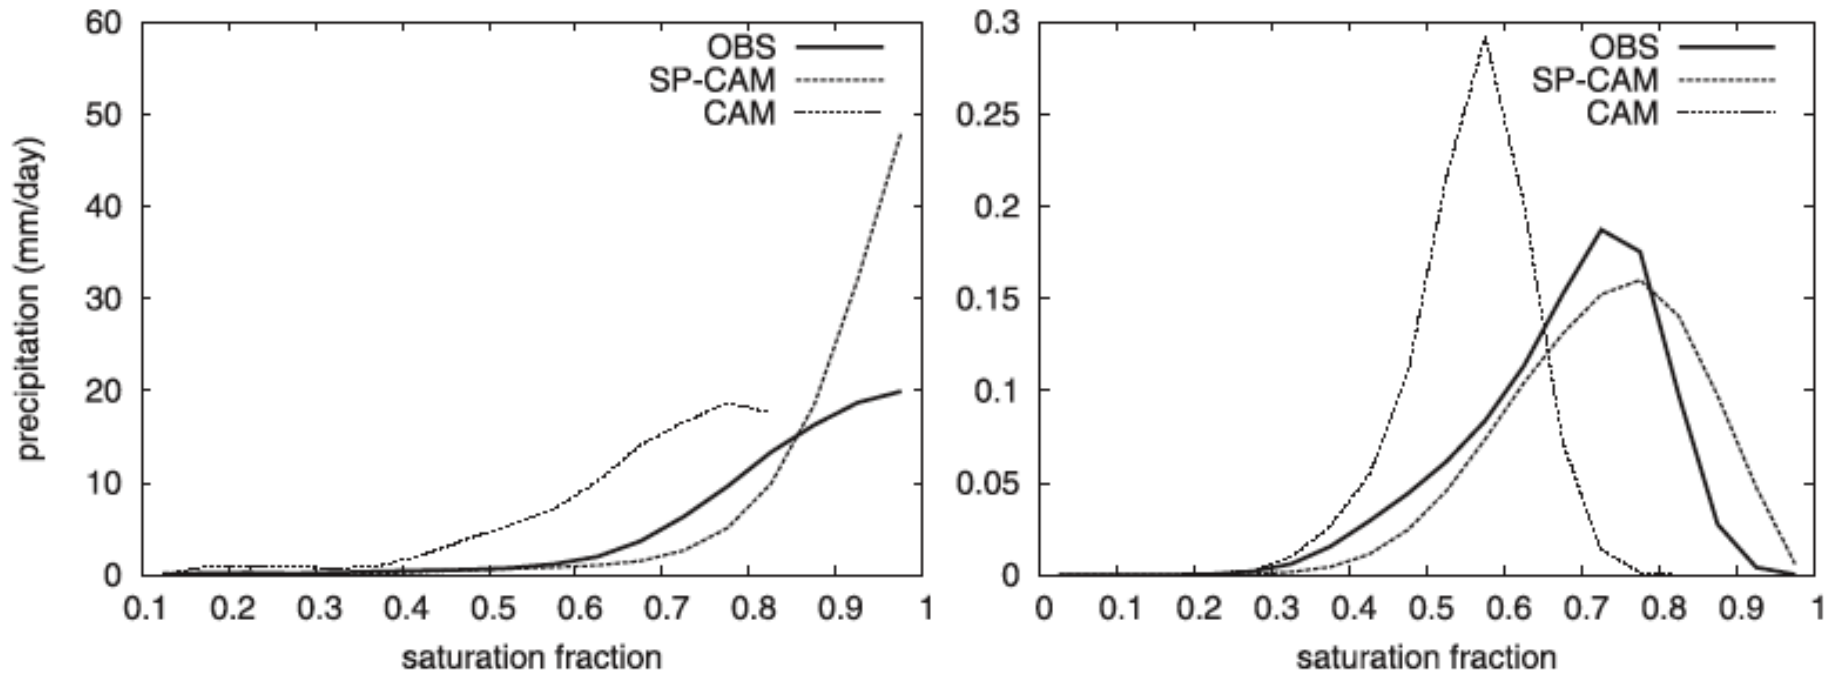 60
50
40
30
20
10
0
precipitation (mm/day)
OBS
SP-CAM
CAM
0.1 0.2 0.3 0.4 0.5 0.6 0.7 0.8 0.9 1
saturation fraction
0.3
0.25
0.2
0.15
0.1
0.05
0
OBS
SP-CAM
CAM
0 0.1 0.2 0.3 0.4 0.5 0.6 0.7 0.8 0.9 1
saturation fraction